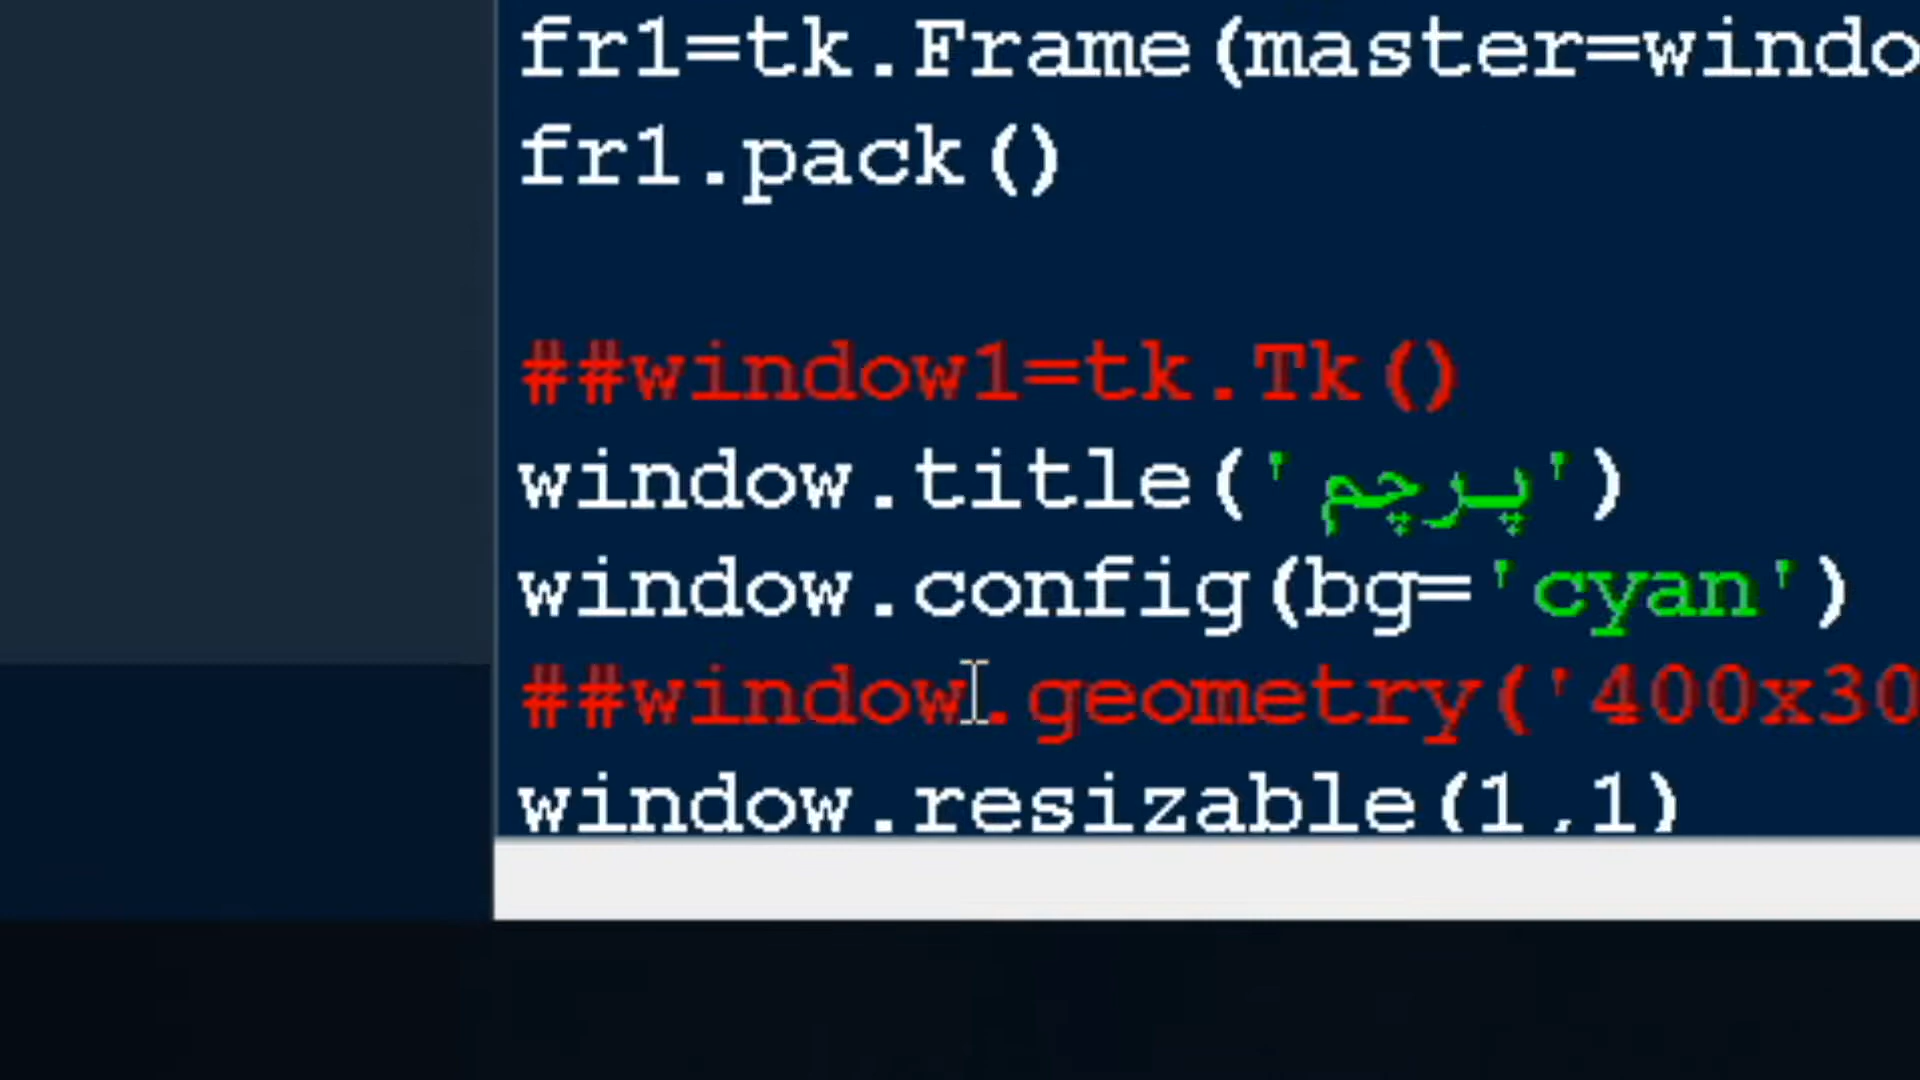 fr1=tk.Frame(master=windo
fr1.pack()
##window1=tk.Tk()
window.title('پرچم')
window.config(bg='cyan')
##window.geometry('400x30
window.resizable(1,1)